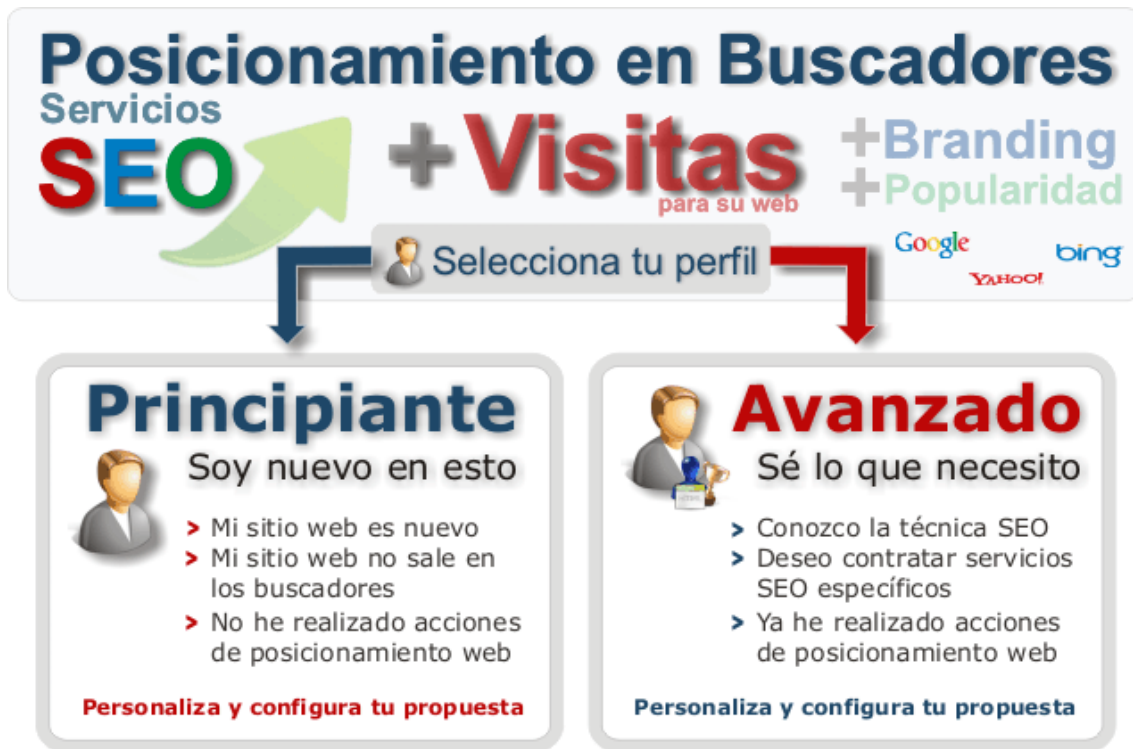 Posicionamiento en Buscadores
Servicios
SEO
+ Visitas
para su web
+Branding
+Popularidad
Google
YAHOO!
bing
Selecciona tu perfil
Principiante
Soy nuevo en esto
> Mi sitio web es nuevo
> Mi sitio web no sale en
los buscadores
> No he realizado acciones
de posicionamiento web
Personaliza y configura tu propuesta
Avanzado
Sé lo que necesito
> Conozco la técnica SEO
> Deseo contratar servicios
SEO específicos
> Ya he realizado acciones
de posicionamiento web
Personaliza y configura tu propuesta